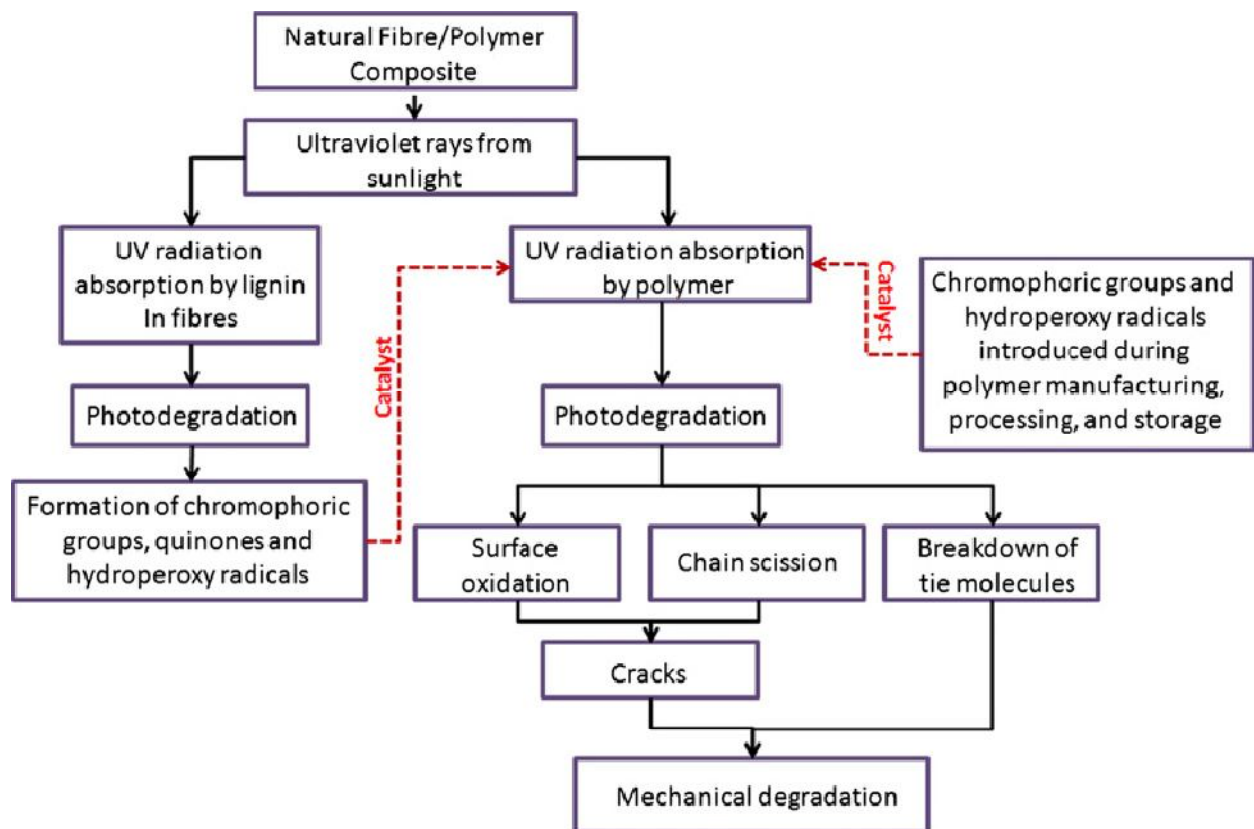 Natural Fibre/Polymer
Composite
Ultraviolet rays from
sunlight
UV radiation
absorption by lignin
In fibres
UV radiation absorption
by polymer
Catalyst
Chromophoric groups and
hydroperoxy radicals
introduced during
polymer manufacturing,
processing, and storage
Catalyst
Photodegradation
Photodegradation
Formation of chromophoric
groups, quinones and
hydroperoxy radicals
Surface
oxidation
Chain scission
Breakdown of
tie molecules
Cracks
Mechanical degradation